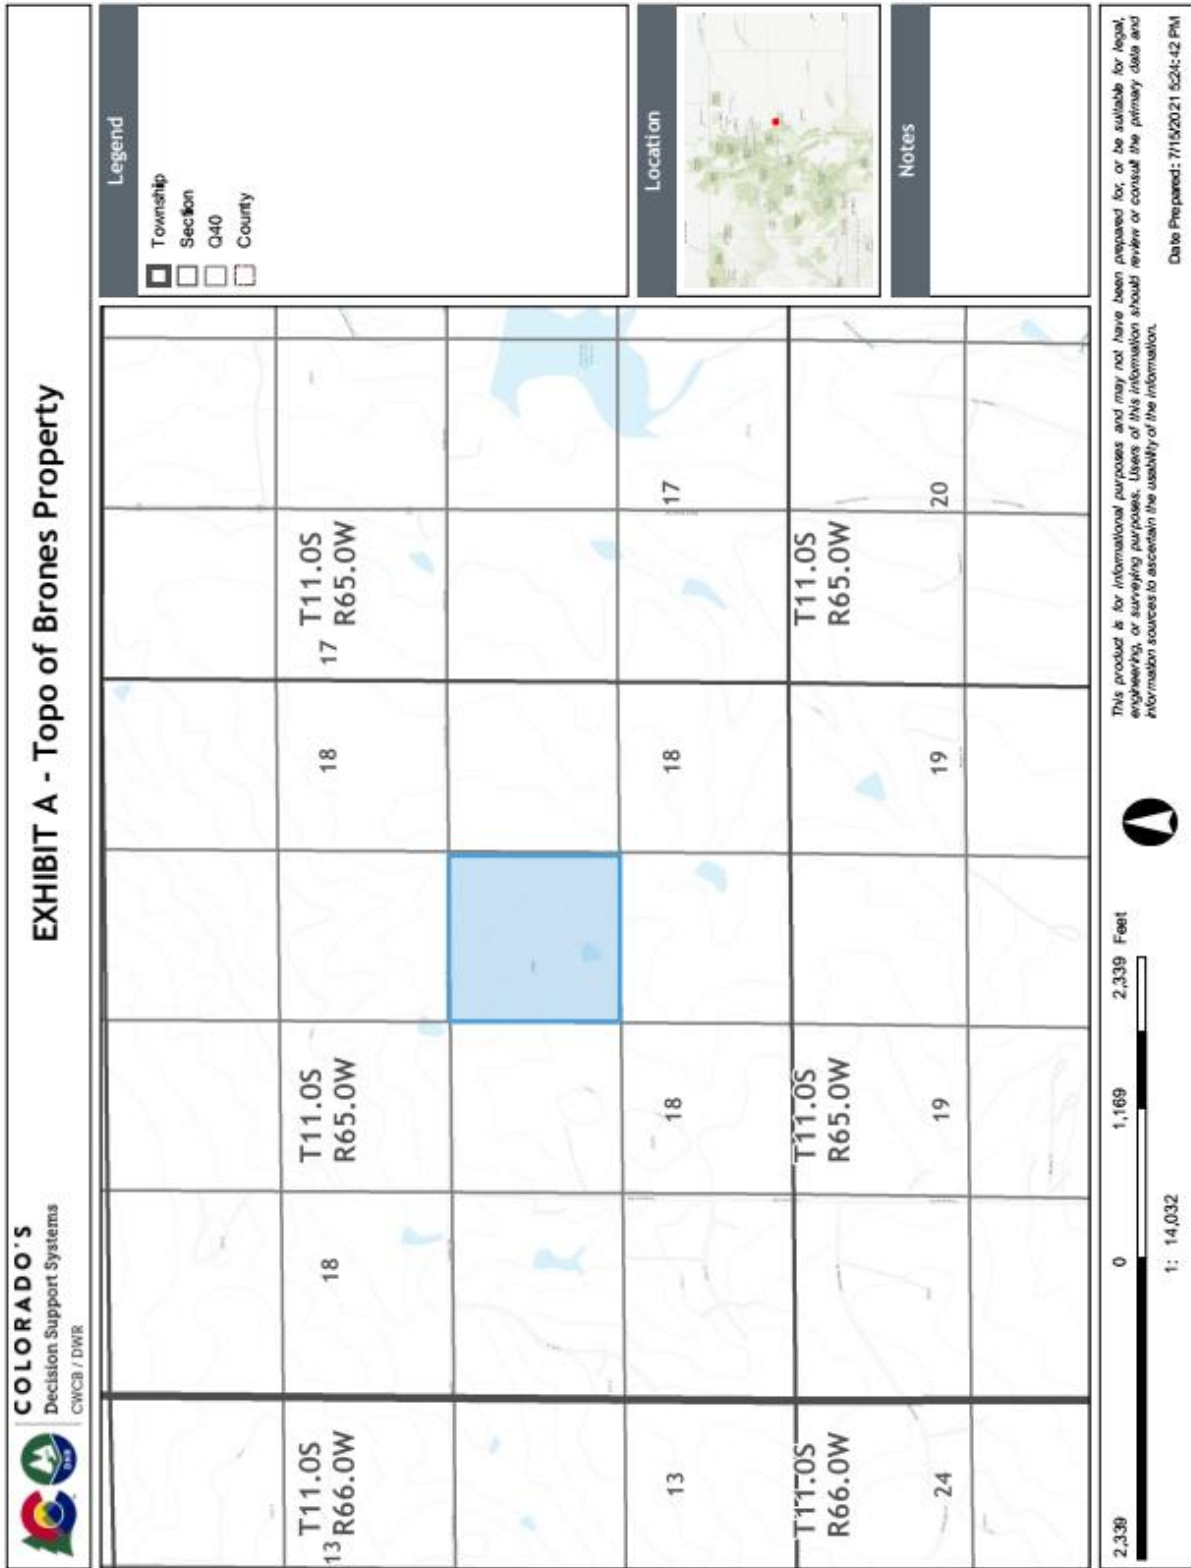 COLORADO'S
Decision Support Systems
CWCB / DWR
DNR
EXHIBIT A - Topo of Brones Property
T11.0S
R66.0W
13
18
T11.0S
R65.0W
18
17
T11.0S
R65.0W
13
18
18
17
T11.0S
R66.0W
T11.0S
R65.0W
T11.0S
R65.0W
24
19
19
20
Legend
Township
Section
Q40
County
Location
Notes
2,339
0
1,169
2,339 Feet
1: 14,032
This product is for informational purposes and may not have been prepared for, or be suitable for legal,
engineering, or surveying purposes. Users of this information should review or consult the primary data and
information sources to ascertain the usability of the information.
Date Prepared: 7/15/2021 5:24:42 PM